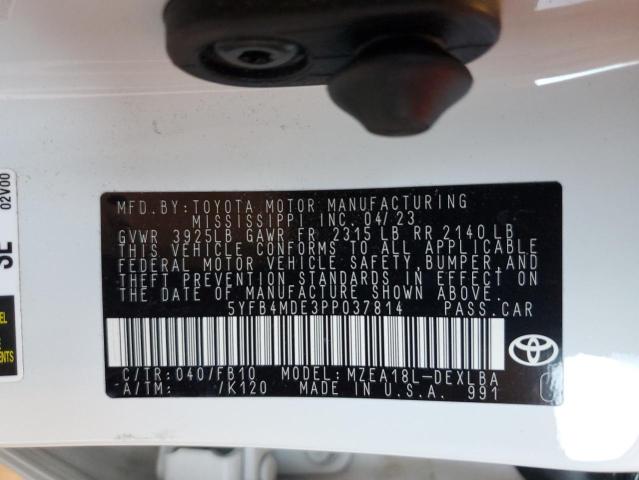 MFD.BY:TOYOTA MOTOR MANUFACTURING
MISSISSIPPI INC. 04/23
GVWR 3925LB GAWR FR 2315 LB RR 2140 LB
THIS VEHICLE CONFORMS TO ALL APPLICABLE
FEDERAL MOTOR VEHICLE SAFETY, BUMPER, AND
THEFT PREVENTION STANDARDS IN EFFECT ON
THE DATE OF MANUFACTURE SHOWN ABOVE.
5YFB4MDE3PP037814 PASS.CAR
C/TR: 040/FB10 MODEL: MZEA18L-DEXLBA
A/TM: /K120 MADE IN U.S.A. 991
SE
02V00